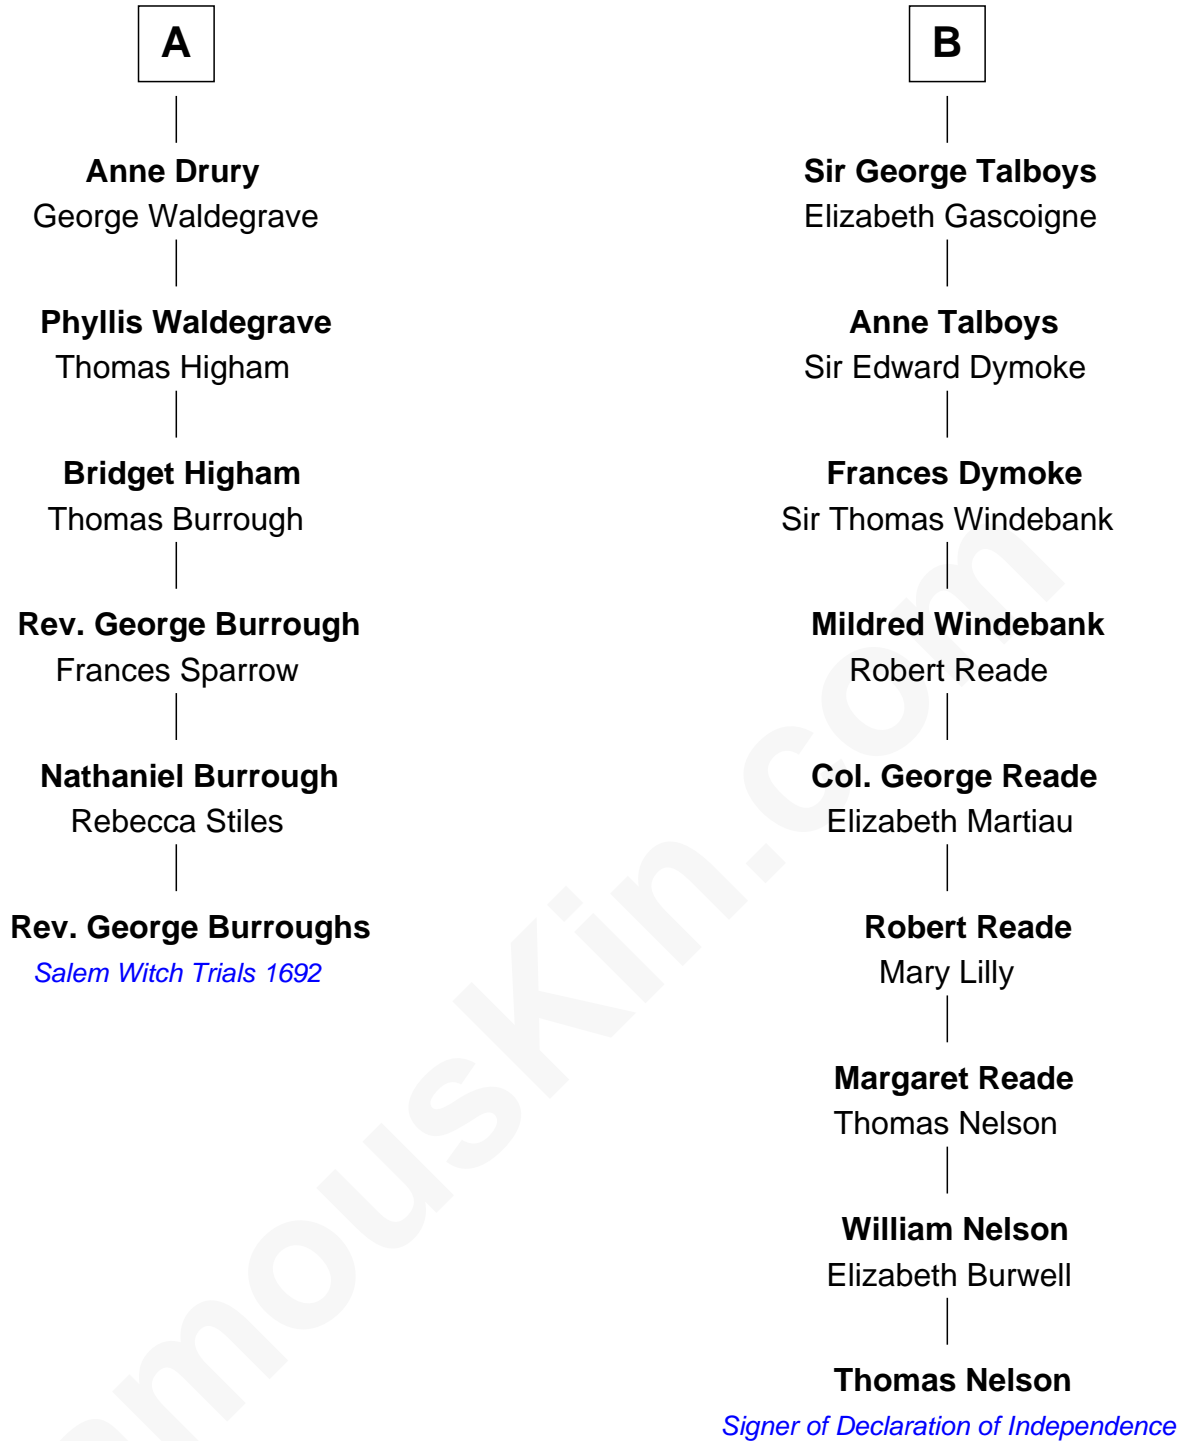 A
Anne Drury
George Waldegrave
Phyllis Waldegrave
Thomas Higham
Bridget Higham
Thomas Burrough
Rev. George Burrough
Frances Sparrow
Nathaniel Burrough
Rebecca Stiles
Rev. George Burroughs
Salem Witch Trials 1692
B
Sir George Talboys
Elizabeth Gascoigne
Anne Talboys
Sir Edward Dymoke
Frances Dymoke
Sir Thomas Windebank
Mildred Windebank
Robert Reade
Col. George Reade
Elizabeth Martiau
Robert Reade
Mary Lilly
Margaret Reade
Thomas Nelson
William Nelson
Elizabeth Burwell
Thomas Nelson
Signer of Declaration of Independence
amouskin.com